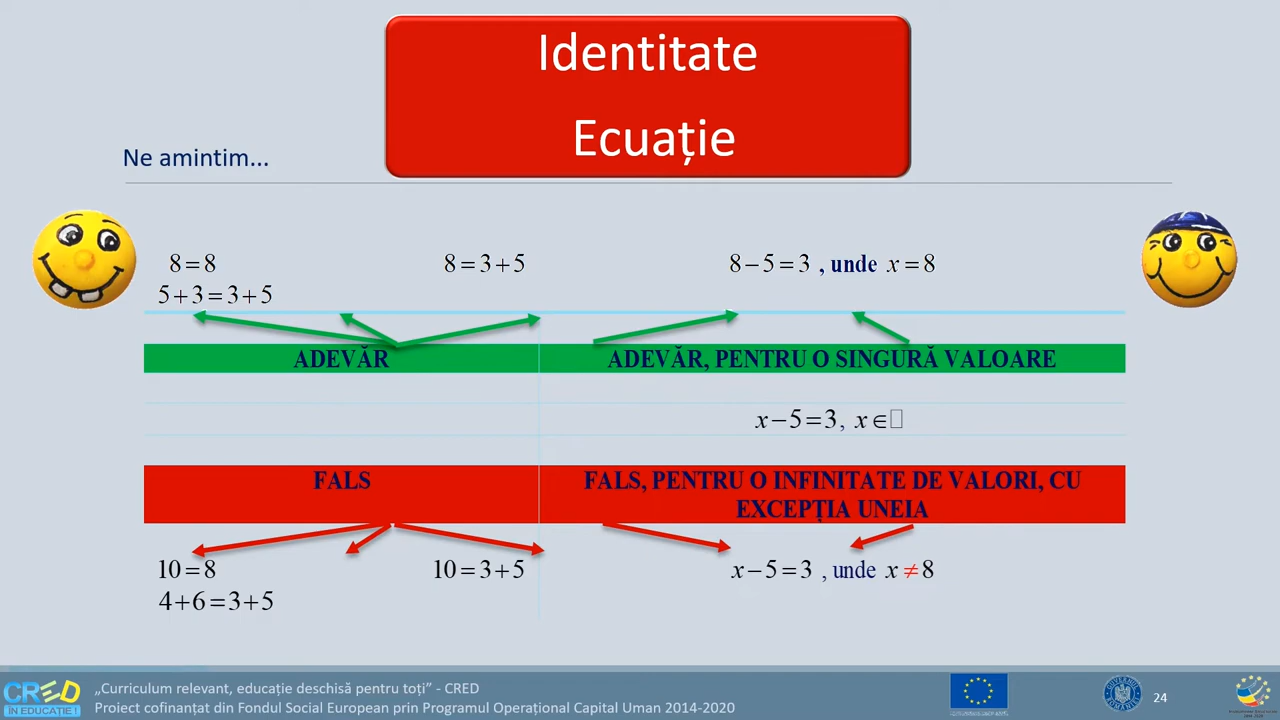 Identitate
Ecuație
Ne amintim...
8=8 8=3+5 8−5=3 , unde x=8
5+3=3+5
ADEVĂR ADEVĂR, PENTRU O SINGURĂ VALOARE
x−5=3, x∈□
FALS FALS, PENTRU O INFINITATE DE VALORI, CU
EXCEPȚIA UNEIA
10=8 10=3+5 x−5=3 , unde x≠8
4+6=3+5
CRED
ÎN EDUCAȚIE !
„Curriculum relevant, educație deschisă pentru toți” - CRED
Proiect cofinanțat din Fondul Social European prin Programul Operațional Capital Uman 2014-2020
24